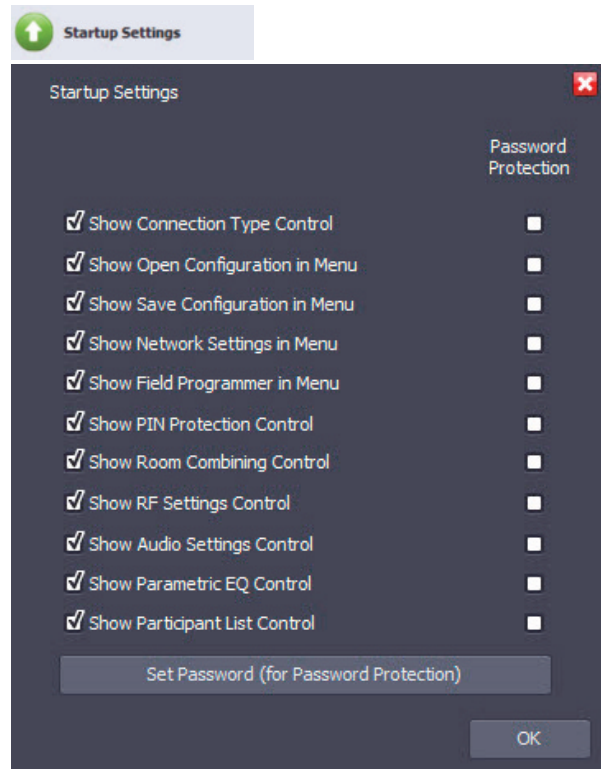 Startup Settings
Startup Settings
Password
Protection
Show Connection Type Control
Show Open Configuration in Menu
Show Save Configuration in Menu
Show Network Settings in Menu
Show Field Programmer in Menu
Show PIN Protection Control
Show Room Combining Control
Show RF Settings Control
Show Audio Settings Control
Show Parametric EQ Control
Show Participant List Control
Set Password (for Password Protection)
OK